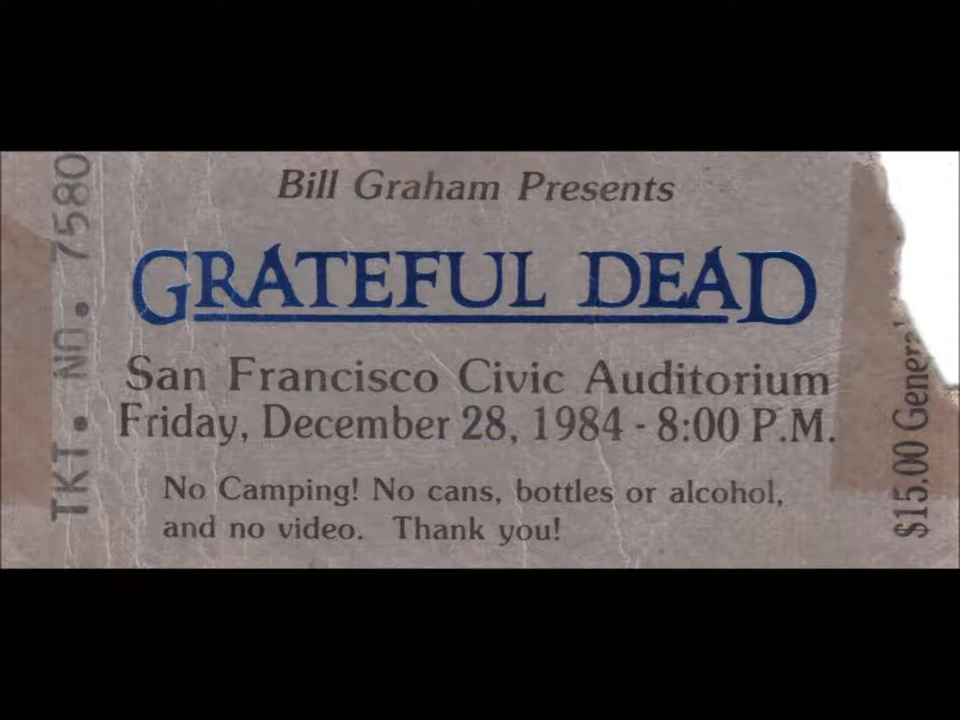 Bill Graham Presents
GRATEFUL DEAD
San Francisco Civic Auditorium
Friday, December 28, 1984 - 8:00 P.M.
No Camping! No cans, bottles or alcohol,
and no video. Thank you!
TKT. NO. 7580
$15.00 General